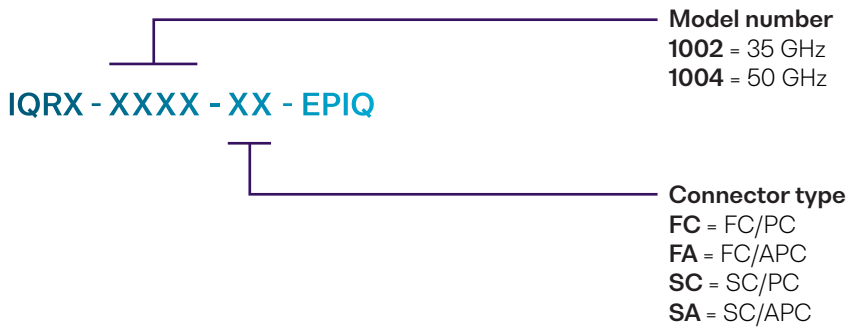 Model number
1002 = 35 GHz
1004 = 50 GHz
IQRX - XXXX - XX - EPIQ
Connector type
FC = FC/PC
FA = FC/APC
SC = SC/PC
SA = SC/APC